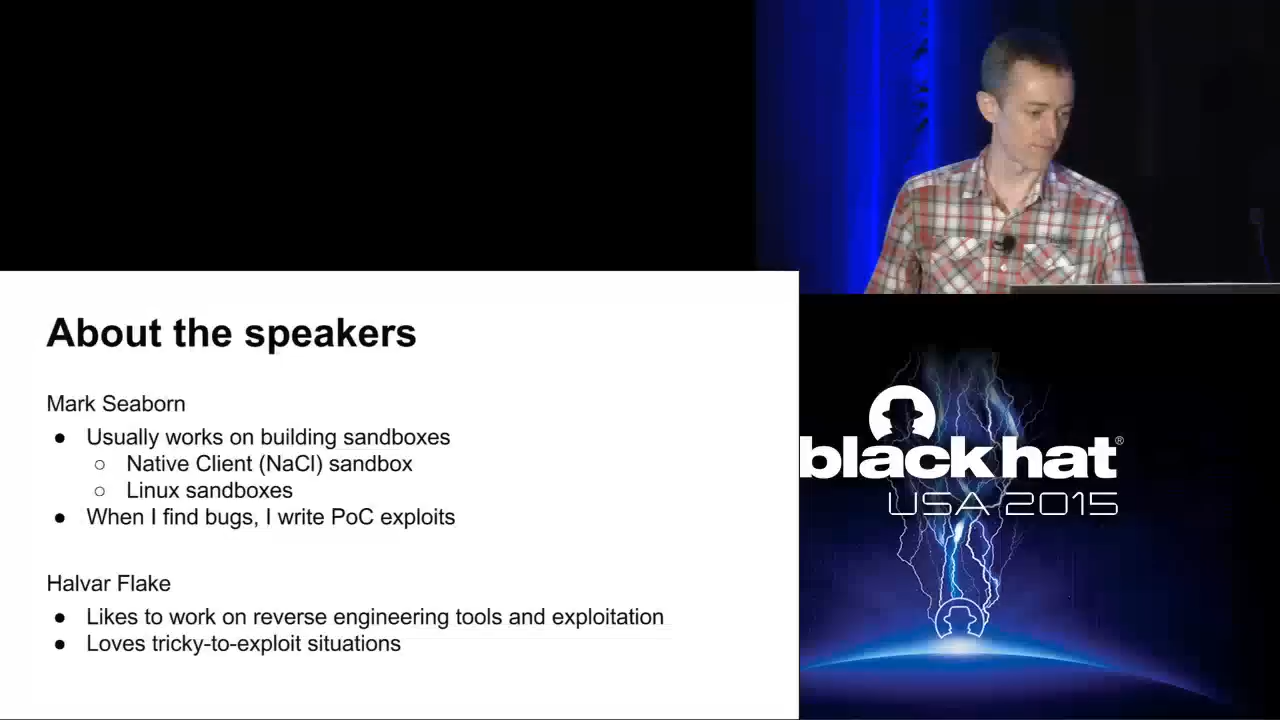 About the speakers
Mark Seaborn
● Usually works on building sandboxes
○ Native Client (NaCl) sandbox
○ Linux sandboxes
● When I find bugs, I write PoC exploits
Halvar Flake
● Likes to work on reverse engineering tools and exploitation
● Loves tricky-to-exploit situations
black hat®
USA 2015